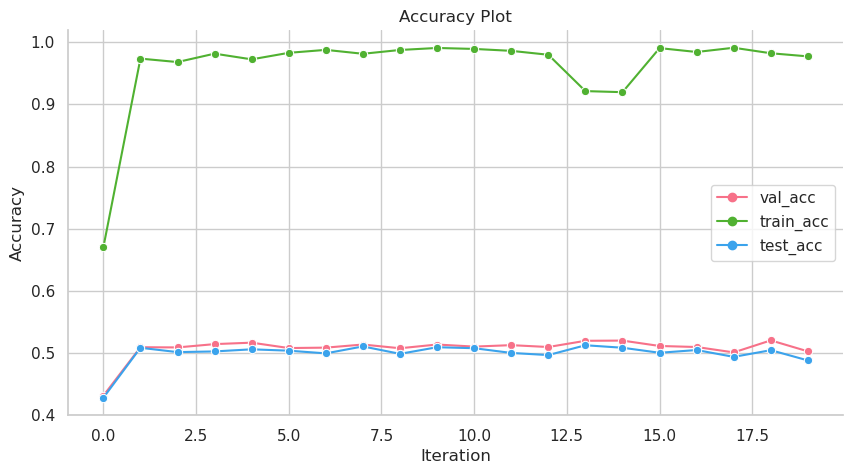 Accuracy Plot
1.0
0.9
0.8
0.7
0.6
0.5
0.4
Accuracy
val_acc
train_acc
test_acc
0.0 2.5 5.0 7.5 10.0 12.5 15.0 17.5
Iteration